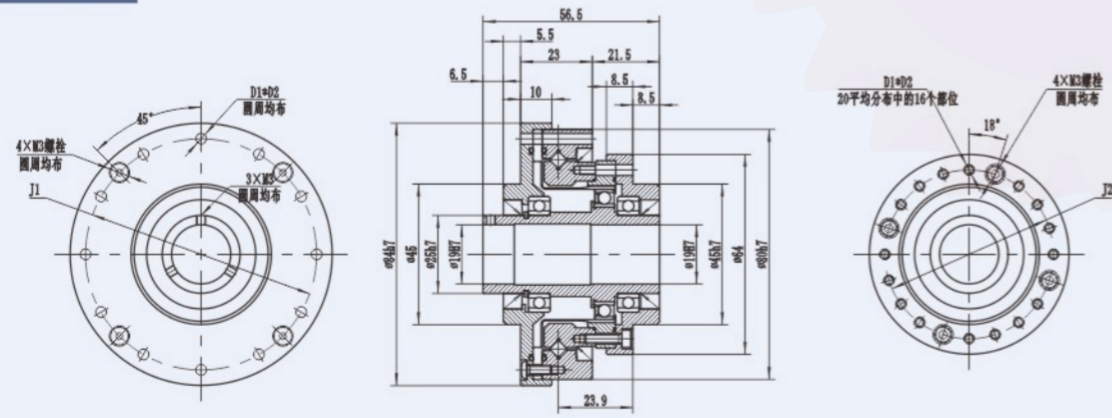 45°
D1*D2
圆周均布
4×M3螺栓
圆周均布
J1
3×M3
圆周均布
56.5
5.5
23
21.5
6.5
10
8.5
8.5
ø84h7
ø45
ø25h7
ø19H7
ø19H7
ø45h7
ø64
ø80h7
23.9
D1*D2
20平均分布中的16个部位
4×M3螺栓
圆周均布
18°
J2